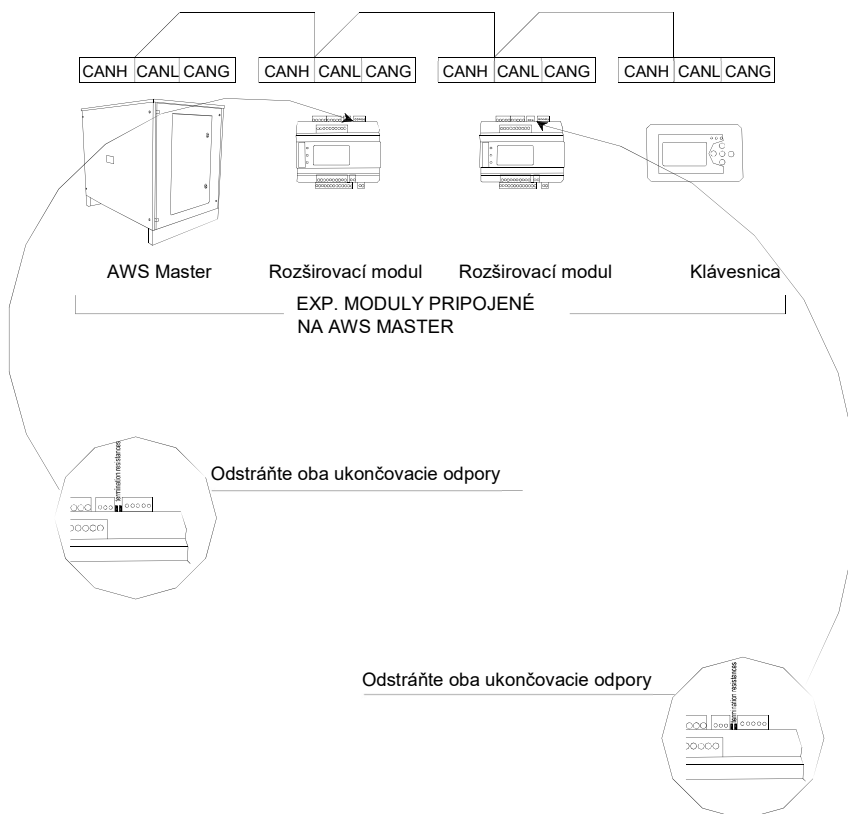 CANH CANL CANG CANH CANL CANG CANH CANL CANG CANH CANL CANG
AWS Master Rozširovací modul Rozširovací modul Klávesnica
EXP. MODULY PRIPOJENÉ
NA AWS MASTER
termination resistances
Odstráňte oba ukončovacie odpory
Odstráňte oba ukončovacie odpory
termination resistances